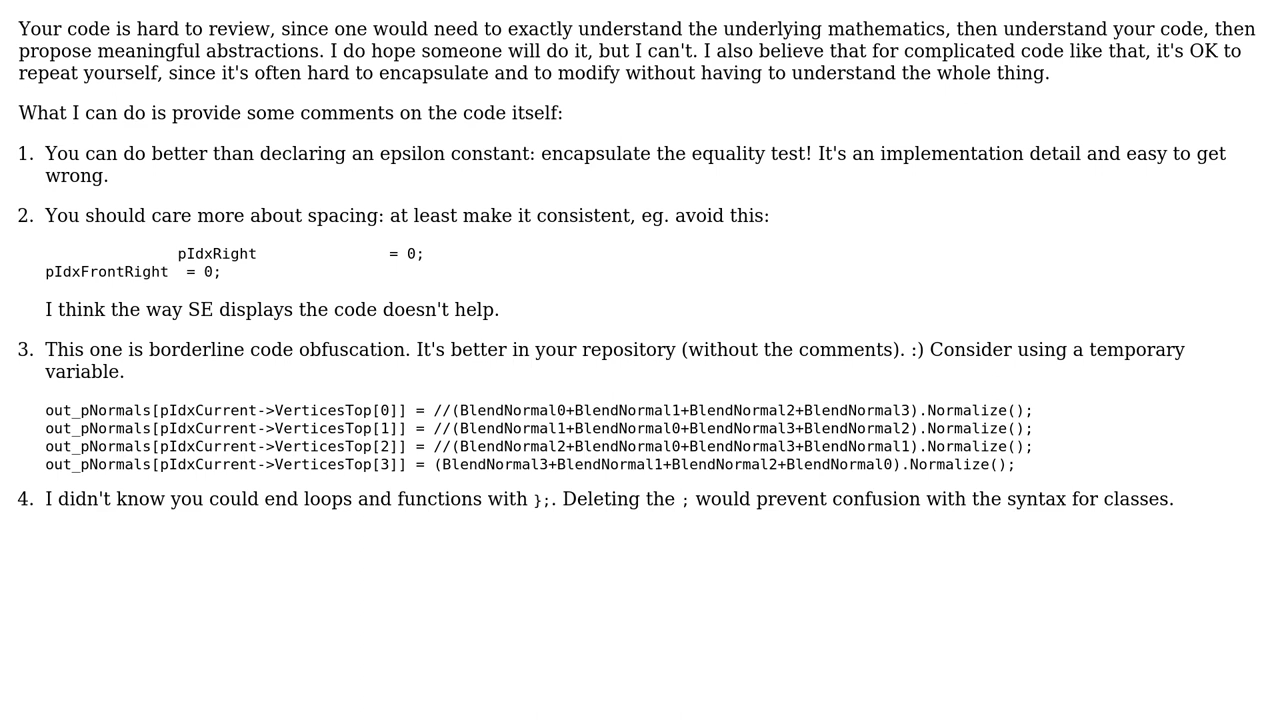 Your code is hard to review, since one would need to exactly understand the underlying mathematics, then understand your code, then
propose meaningful abstractions. I do hope someone will do it, but I can't. I also believe that for complicated code like that, it's OK to
repeat yourself, since it's often hard to encapsulate and to modify without having to understand the whole thing.
What I can do is provide some comments on the code itself:
1. You can do better than declaring an epsilon constant: encapsulate the equality test! It's an implementation detail and easy to get
wrong.
2. You should care more about spacing: at least make it consistent, eg. avoid this:
pIdxRight               = 0;
pIdxFrontRight  = 0;
I think the way SE displays the code doesn't help.
3. This one is borderline code obfuscation. It's better in your repository (without the comments). :) Consider using a temporary
variable.
out_pNormals[pIdxCurrent->VerticesTop[0]] = //(BlendNormal0+BlendNormal1+BlendNormal2+BlendNormal3).Normalize();
out_pNormals[pIdxCurrent->VerticesTop[1]] = //(BlendNormal1+BlendNormal0+BlendNormal3+BlendNormal2).Normalize();
out_pNormals[pIdxCurrent->VerticesTop[2]] = //(BlendNormal2+BlendNormal0+BlendNormal3+BlendNormal1).Normalize();
out_pNormals[pIdxCurrent->VerticesTop[3]] = (BlendNormal3+BlendNormal1+BlendNormal2+BlendNormal0).Normalize();
4. I didn't know you could end loops and functions with };. Deleting the ; would prevent confusion with the syntax for classes.